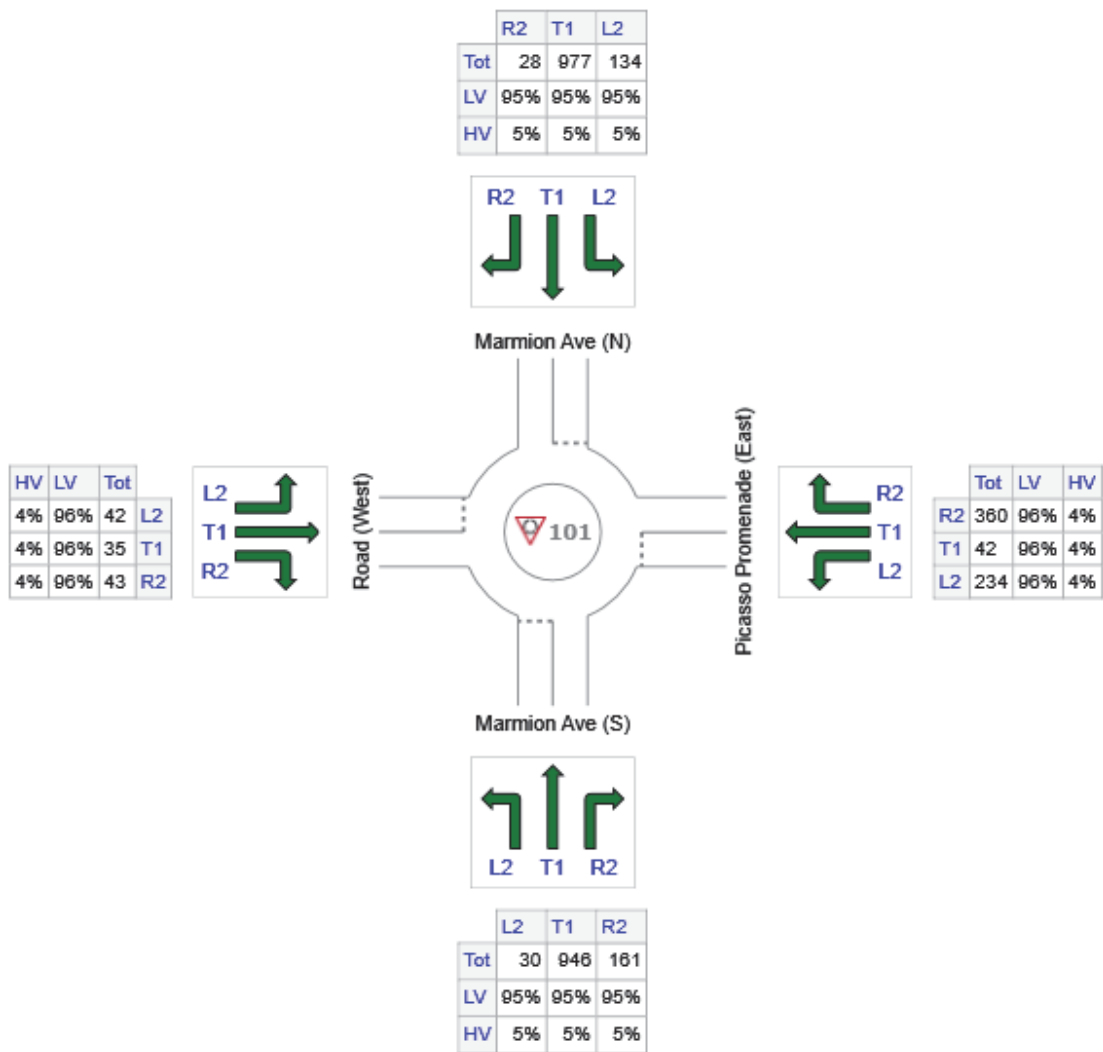 R2 T1 L2
Tot 28 977 134
LV 95% 95% 95%
HV 5% 5% 5%
R2 T1 L2
Marmion Ave (N)
HV LV Tot
4% 96% 42 L2
4% 96% 35 T1
4% 96% 43 R2
L2
T1
R2
Road (West)
101
Picasso Promenade (East)
R2
T1
L2
Tot LV HV
R2 360 96% 4%
T1 42 96% 4%
L2 234 96% 4%
Marmion Ave (S)
L2 T1 R2
L2 T1 R2
Tot 30 946 161
LV 95% 95% 95%
HV 5% 5% 5%